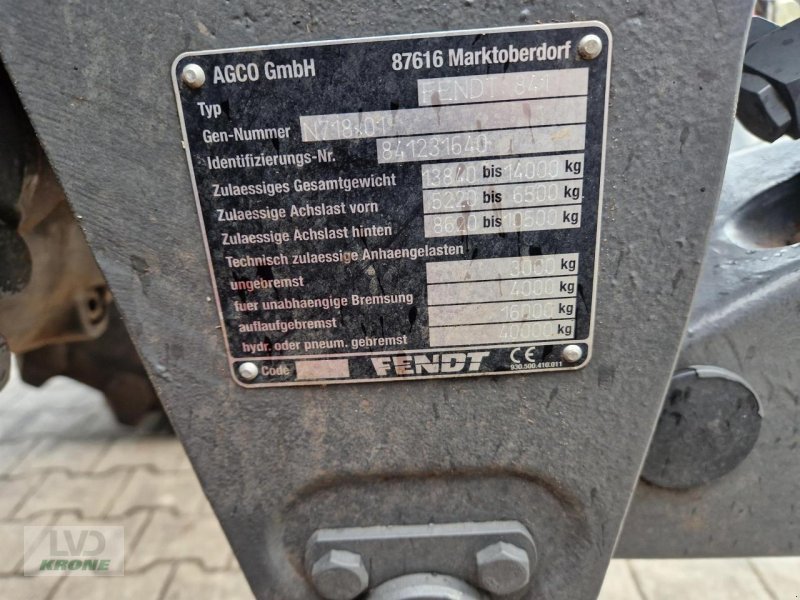 AGCO GmbH 87616 Marktoberdorf
Typ FENDT 841
Gen-Nummer N718*01
Identifizierungs-Nr. 841231640
Zulaessiges Gesamtgewicht 13840 bis 14000 kg
Zulaessige Achslast vorn 5220 bis 6500 kg
Zulaessige Achslast hinten 8620 bis 10500 kg
Technisch zulaessige Anhaengelasten
ungebremst 3000 kg
fuer unabhaengige Bremsung 4000 kg
auflaufgebremst 16000 kg
hydr. oder pneum. gebremst 40000 kg
Code FENDT CE
930.500.410.011
LVD
KRONE